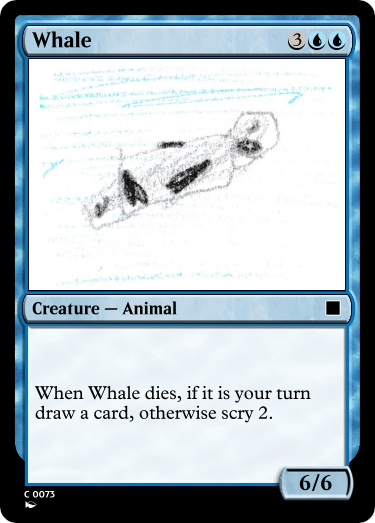 Whale 3
Creature — Animal
When Whale dies, if it is your turn
draw a card, otherwise scry 2.
6/6
C 0073